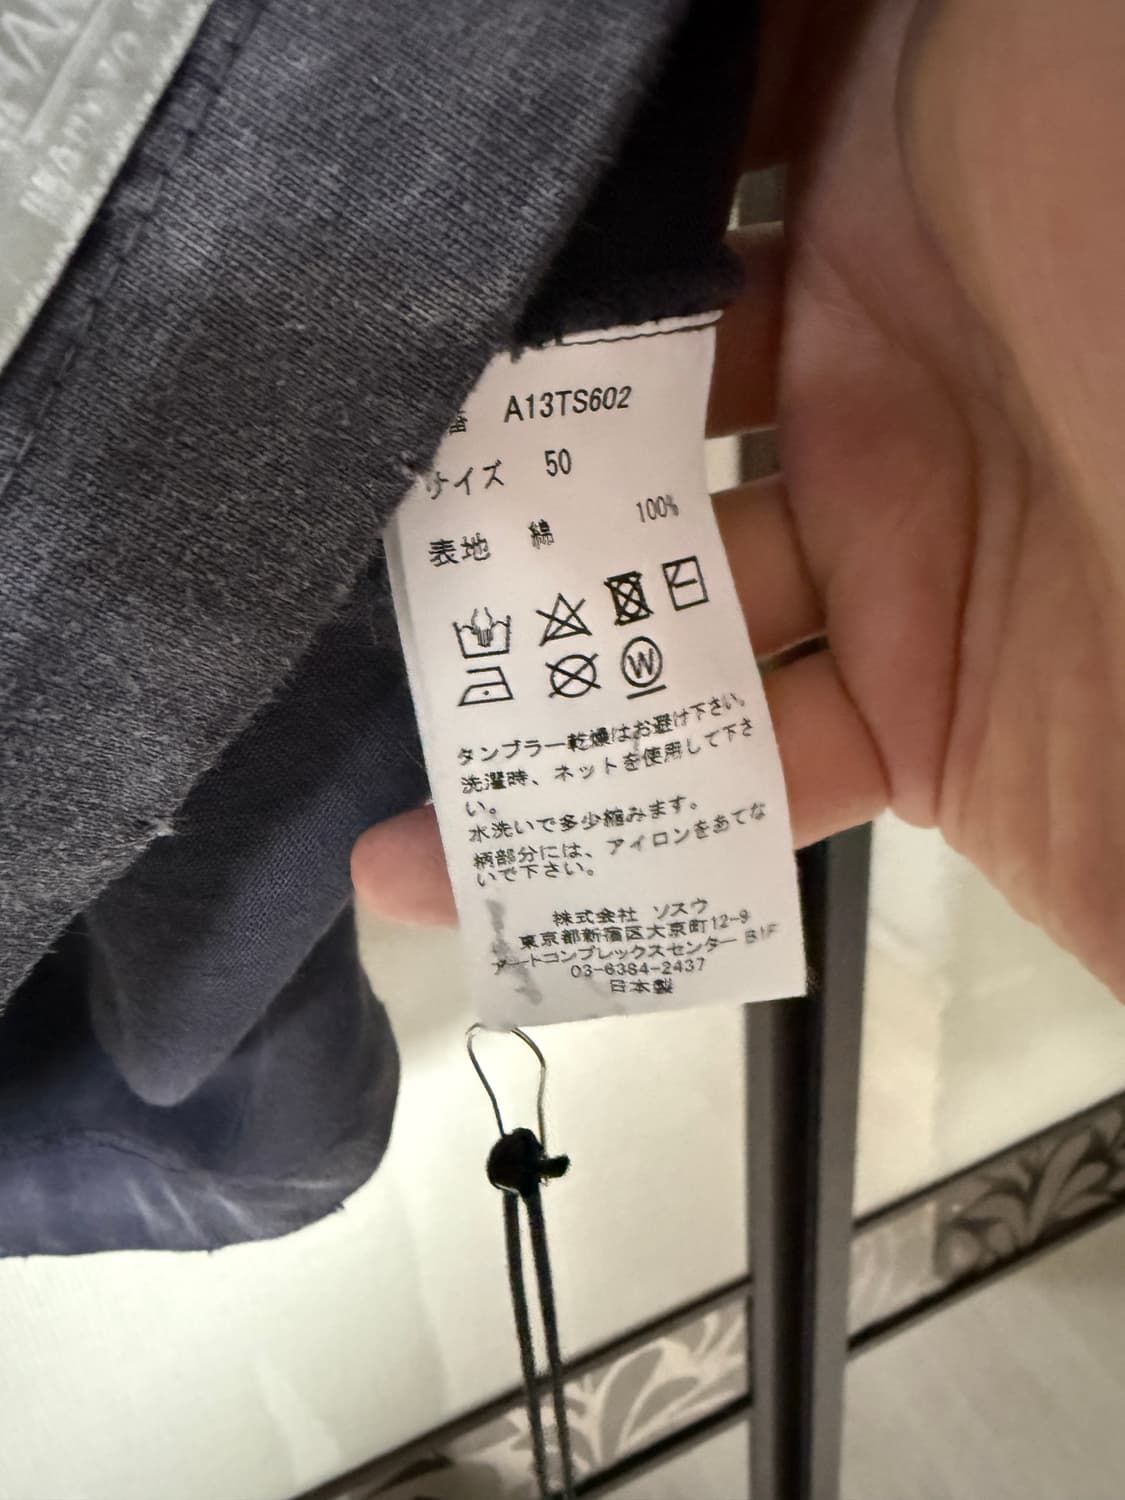 番 A13TS602
サイズ 50
表地 綿 100%
W
タンブラー乾燥はお避け下さい。
洗濯時、ネットを使用して下さ
い。
水洗いで多少縮みます。
柄部分には、アイロンをあてな
いで下さい。
株式会社 ソスウ
東京都新宿区大京町12-9
アートコンプレックスセンター B1F
03-6384-2437
日本製